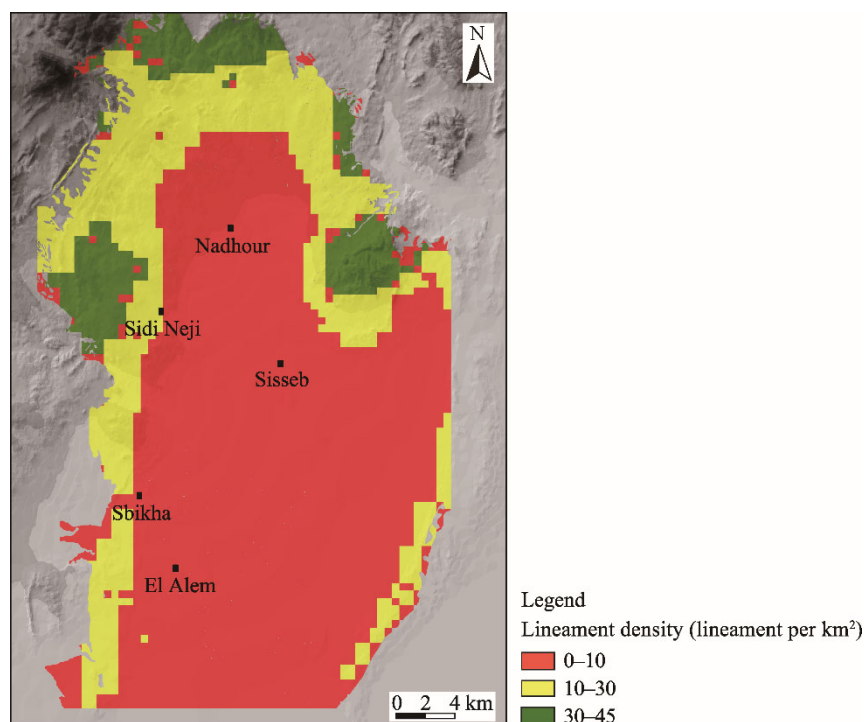 N
Nadhour
Sidi Neji
Sisseb
Sbikha
El Alem
0 2 4 km
Legend
Lineament density (lineament per km²)
0–10
10–30
30–45